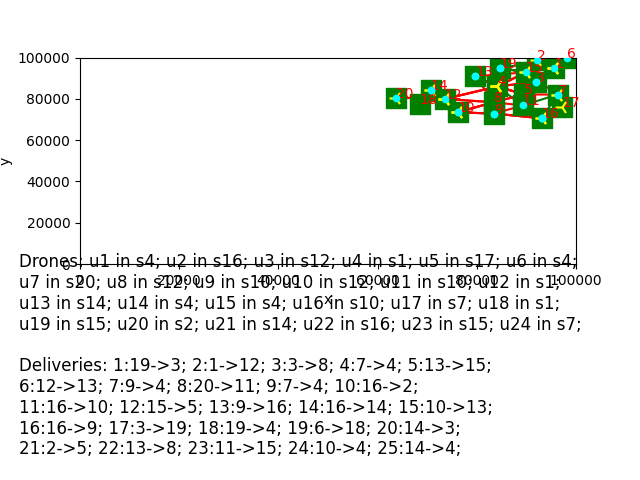 100000
80000
60000
40000
20000
0
y
0 20000 40000 60000 80000 100000
x
2
6
20
14
17
Drones: u1 in s4; u2 in s16; u3 in s12; u4 in s1; u5 in s17; u6 in s4;
u7 in s20; u8 in s12; u9 in u10 in s12; u11 in u12 in s1;
u13 in s14; u14 in s4; u15 in s4; u16 in s10; u17 in s7; u18 in s1;
u19 in s15; u20 in s2; u21 in s14; u22 in s16; u23 in s15; u24 in s7;
Deliveries: 1:19->3; 2:1->12; 3:3->8; 4:7->4; 5:13->15;
6:12->13; 7:9->4; 8:20->11; 9:7->4; 10:16->2;
11:16->10; 12:15->5; 13:9->16; 14:16->14; 15:10->13;
16:16->9; 17:3->19; 18:19->4; 19:6->18; 20:14->3;
21:2->5; 22:13->8; 23:11->15; 24:10->4; 25:14->4;